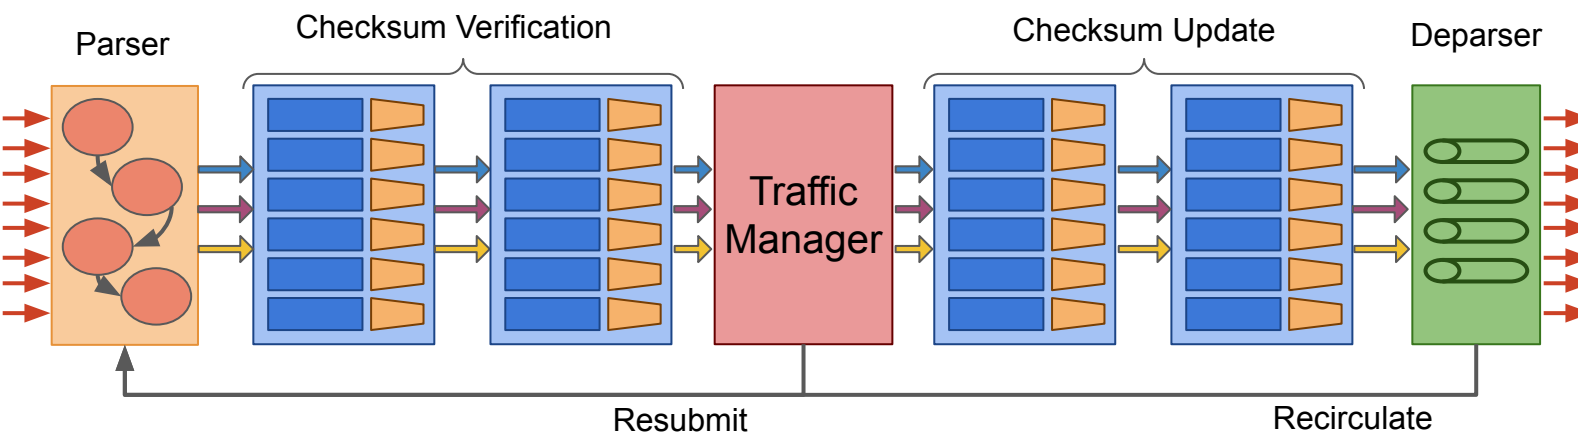 Parser
Checksum Verification
Checksum Update
Deparser
Traffic
Manager
Resubmit
Recirculate